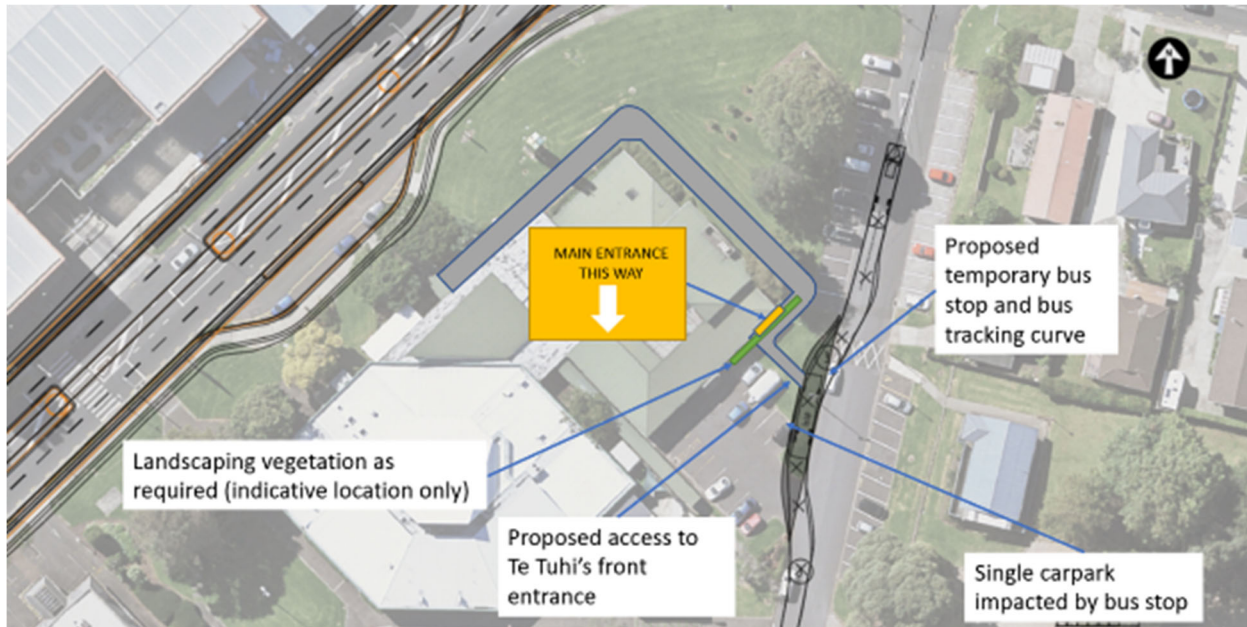 N
MAIN ENTRANCE
THIS WAY
Proposed
temporary bus
stop and bus
tracking curve
Landscaping vegetation as
required (indicative location only)
Proposed access to
Te Tuhi's front
entrance
Single carpark
impacted by bus stop